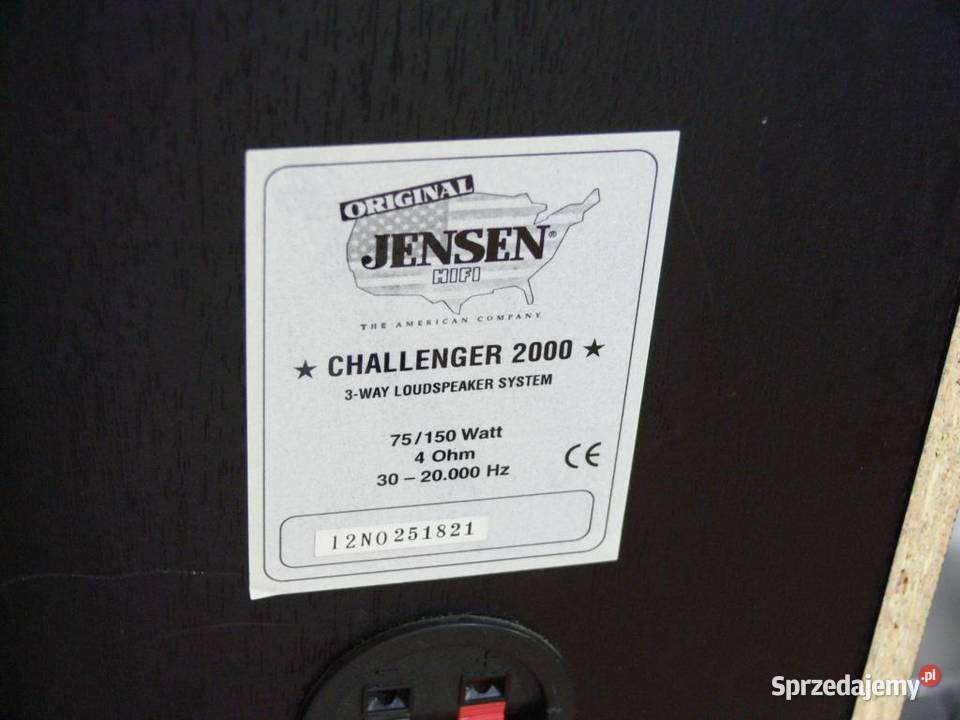 ORIGINAL
JENSEN®
HIFI
THE AMERICAN COMPANY
★ CHALLENGER 2000 ★
3-WAY LOUDSPEAKER SYSTEM
75/150 Watt
4 Ohm
30 – 20.000 Hz
CE
12NO251821
Sprzedajemy.pl